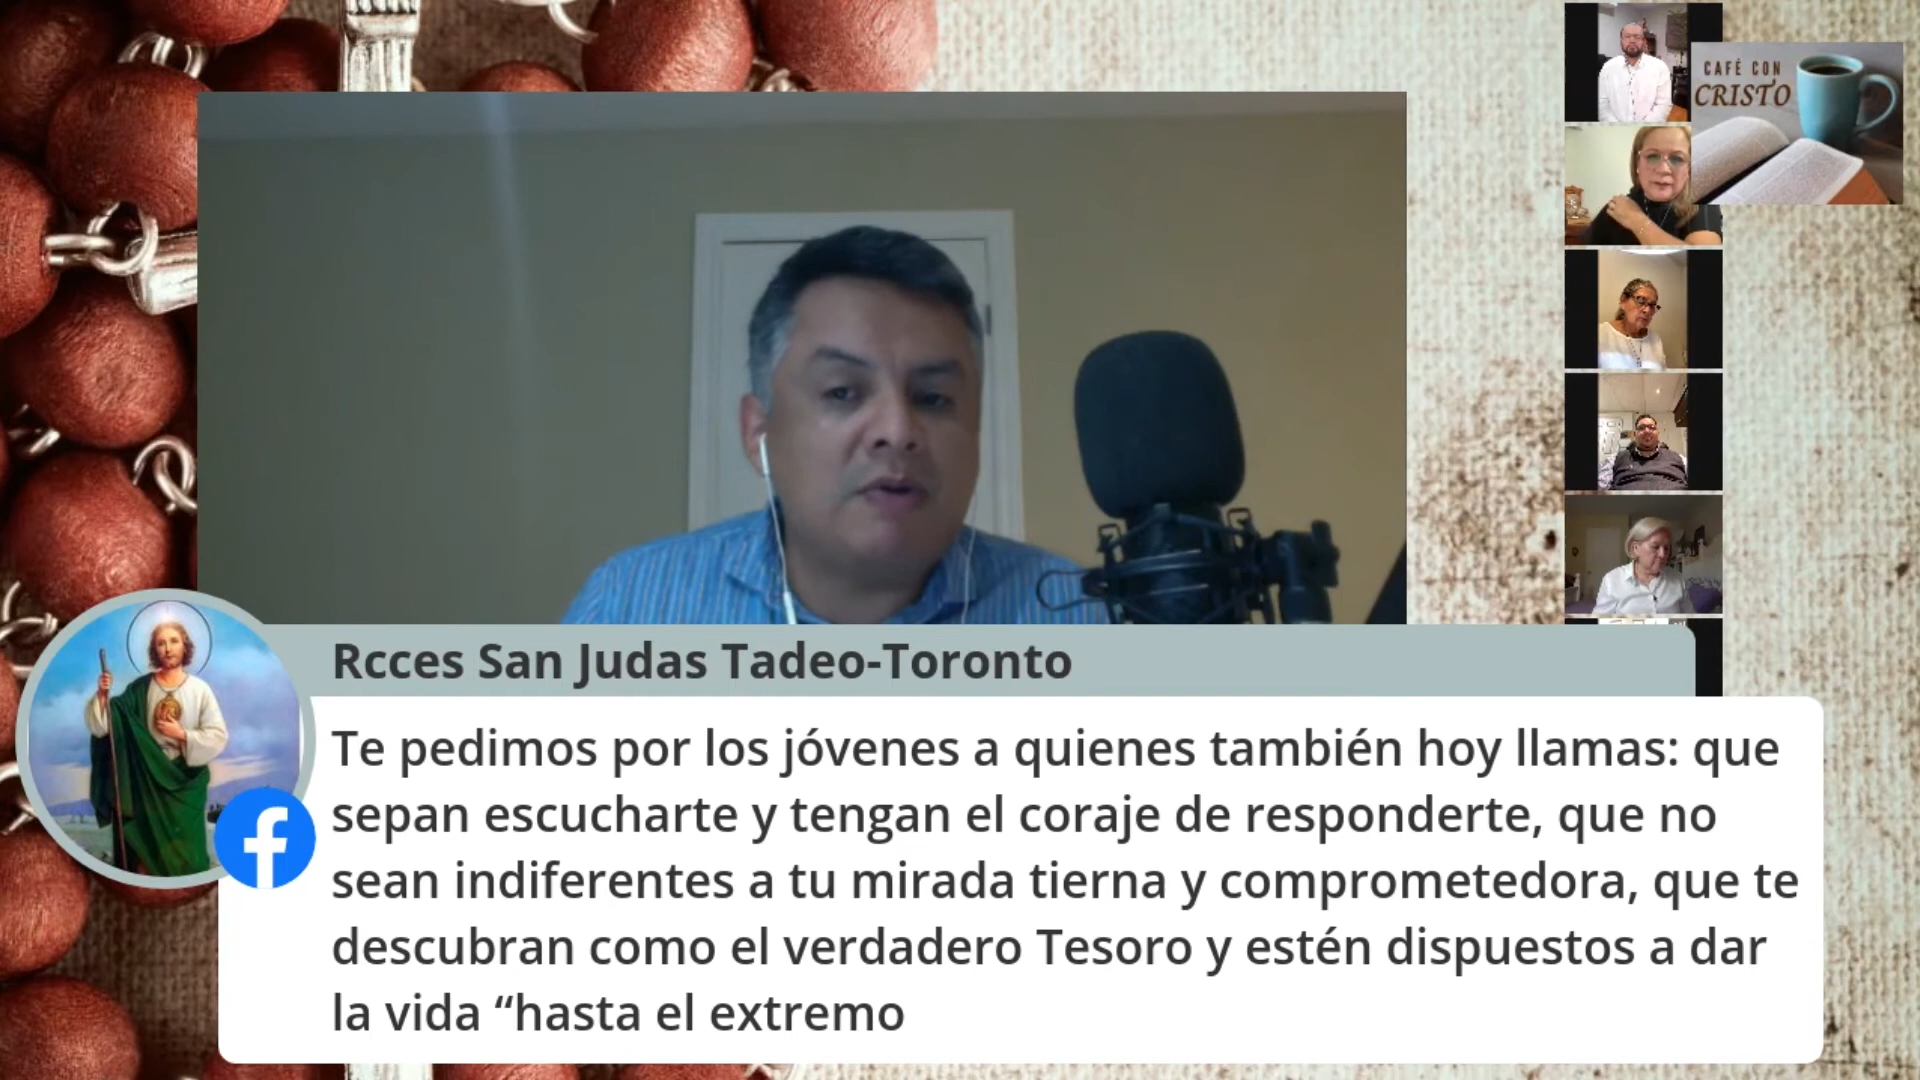 CAFÉ CON
CRISTO
Rcces San Judas Tadeo-Toronto
Te pedimos por los jóvenes a quienes también hoy llamas: que
sepan escucharte y tengan el coraje de responderte, que no
sean indiferentes a tu mirada tierna y comprometedora, que te
descubran como el verdadero Tesoro y estén dispuestos a dar
la vida “hasta el extremo